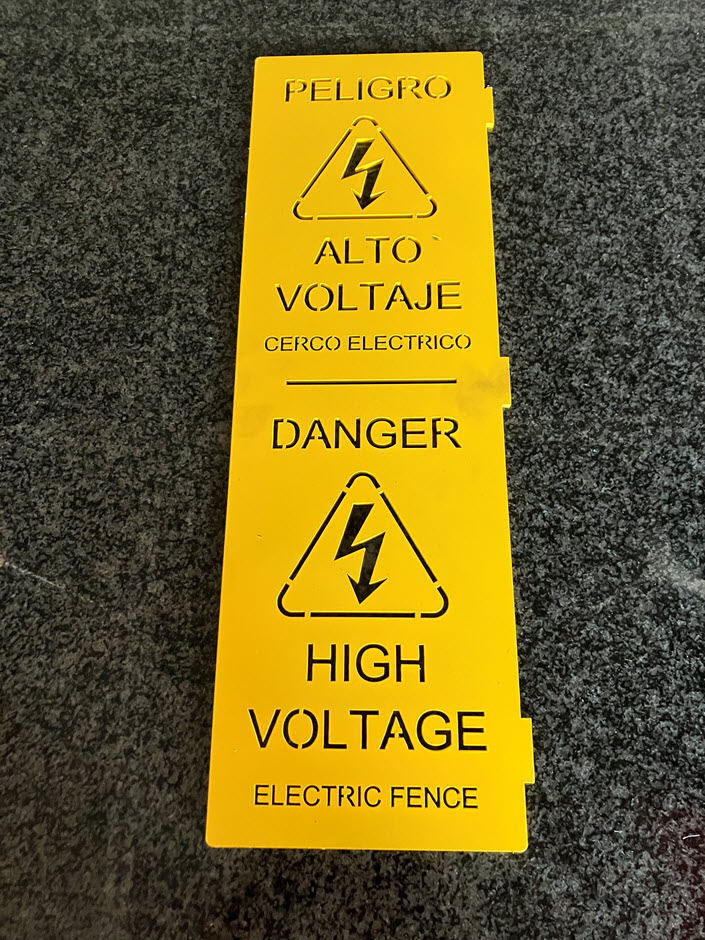 PELIGRO
ALTO
VOLTAJE
CERCO ELECTRICO
DANGER
HIGH
VOLTAGE
ELECTRIC FENCE